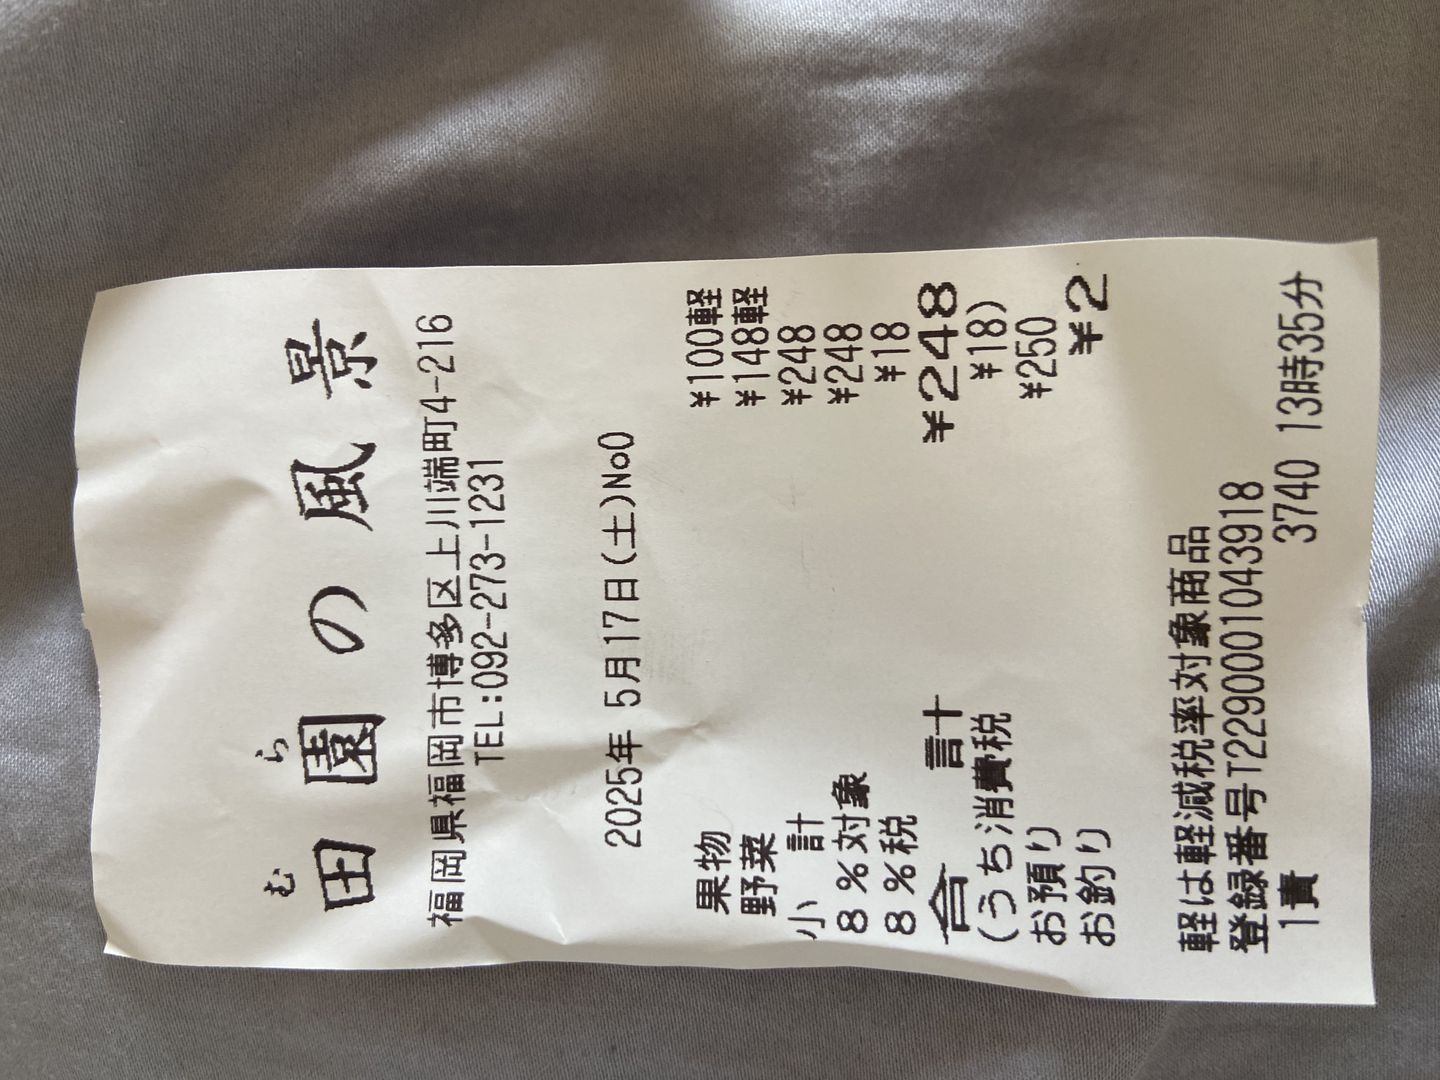 むら
田園の風景
福岡県福岡市博多区上川端町4-216
TEL:092-273-1231
2025年 5月17日(土)No0
果物 ¥100軽
野菜 ¥148軽
小 計 ¥248
8%対象 ¥248
8%税 ¥18
合 計 ¥248
(うち消費税 ¥18)
お預り ¥250
お釣り ¥2
軽は軽減税率対象商品
登録番号T2290001043918
1責 3740 13時35分